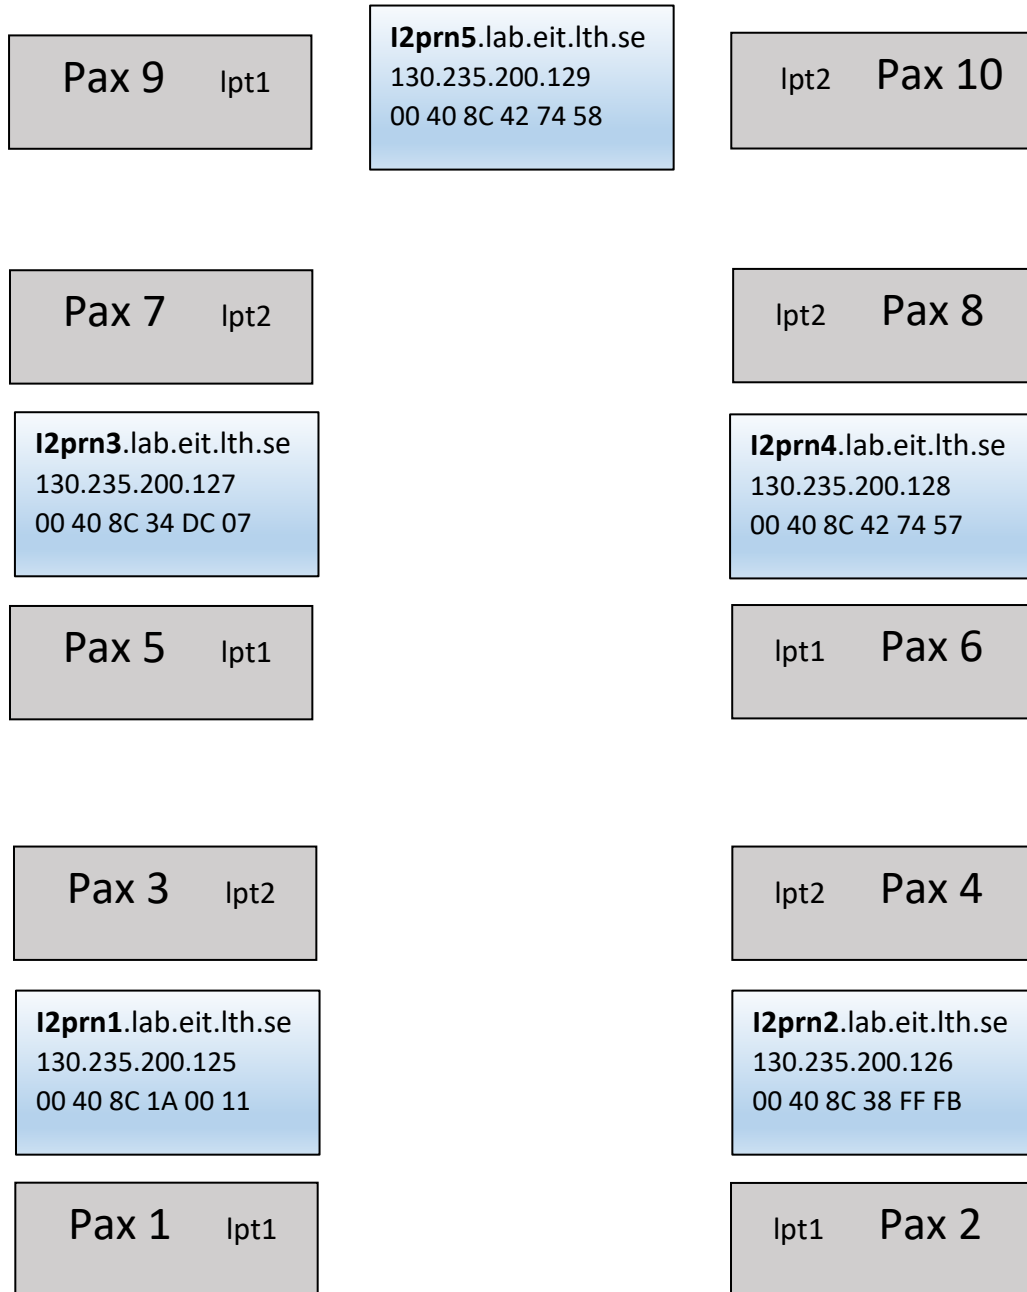 Pax 9 lpt1
l2prn5.lab.eit.lth.se
130.235.200.129
00 40 8C 42 74 58
lpt2 Pax 10
Pax 7 lpt2
lpt2 Pax 8
l2prn3.lab.eit.lth.se
130.235.200.127
00 40 8C 34 DC 07
l2prn4.lab.eit.lth.se
130.235.200.128
00 40 8C 42 74 57
Pax 5 lpt1
lpt1 Pax 6
Pax 3 lpt2
lpt2 Pax 4
l2prn1.lab.eit.lth.se
130.235.200.125
00 40 8C 1A 00 11
l2prn2.lab.eit.lth.se
130.235.200.126
00 40 8C 38 FF FB
Pax 1 lpt1
lpt1 Pax 2